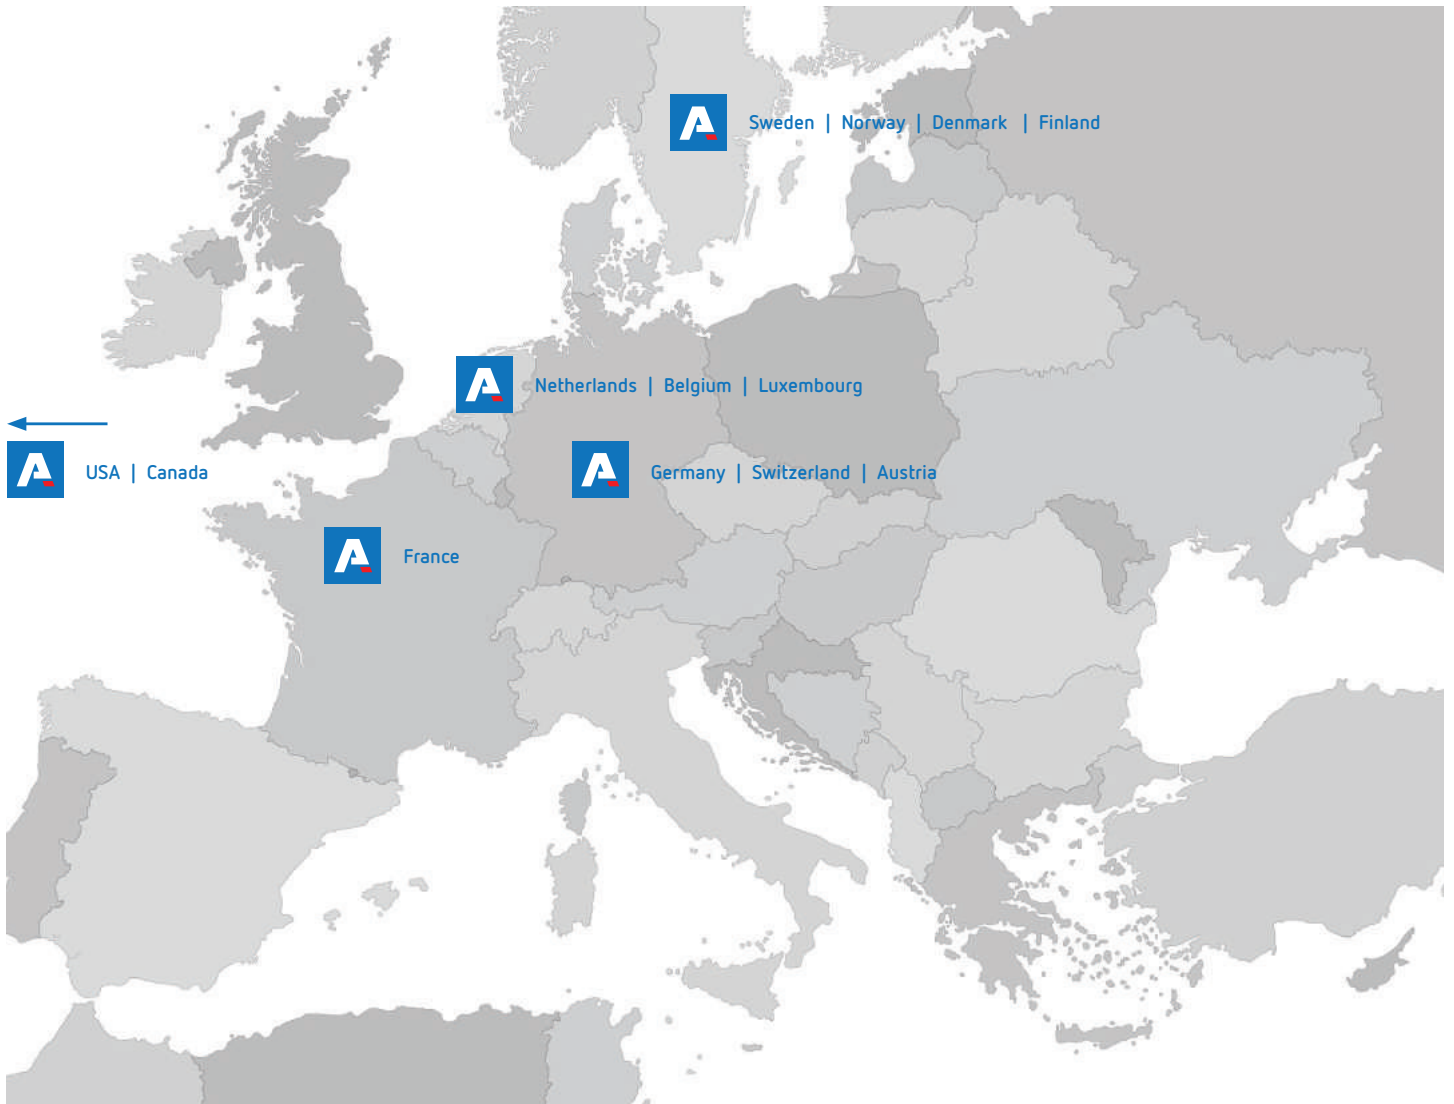 Sweden | Norway | Denmark | Finland
Netherlands | Belgium | Luxembourg
USA | Canada
Germany | Switzerland | Austria
France